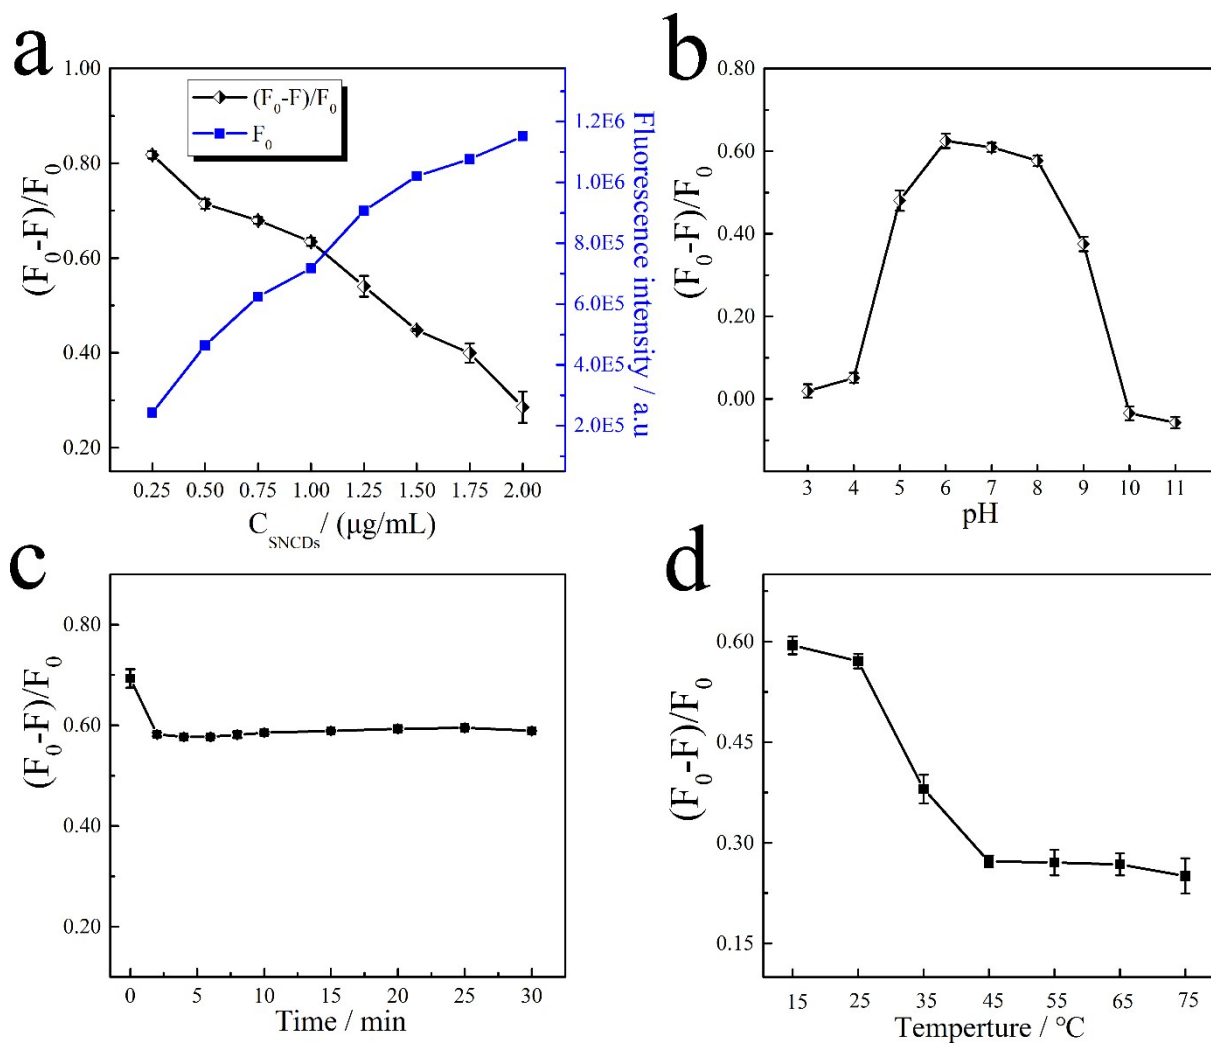 a
1.00
0.80
0.60
0.40
0.20
(F₀-F)/F₀
(F₀-F)/F₀
F₀
1.2E6
1.0E6
8.0E5
6.0E5
4.0E5
2.0E5
Fluorescence intensity / a.u
0.25 0.50 0.75 1.00 1.25 1.50 1.75 2.00
C_SNCDs / (μg/mL)
b
0.80
0.60
0.40
0.20
0.00
(F₀-F)/F₀
3 4 5 6 7 8 9 10 11
pH
c
0.80
0.60
0.40
0.20
(F₀-F)/F₀
0 5 10 15 20 25 30
Time / min
d
0.60
0.45
0.30
0.15
(F₀-F)/F₀
15 25 35 45 55 65 75
Temperture / °C